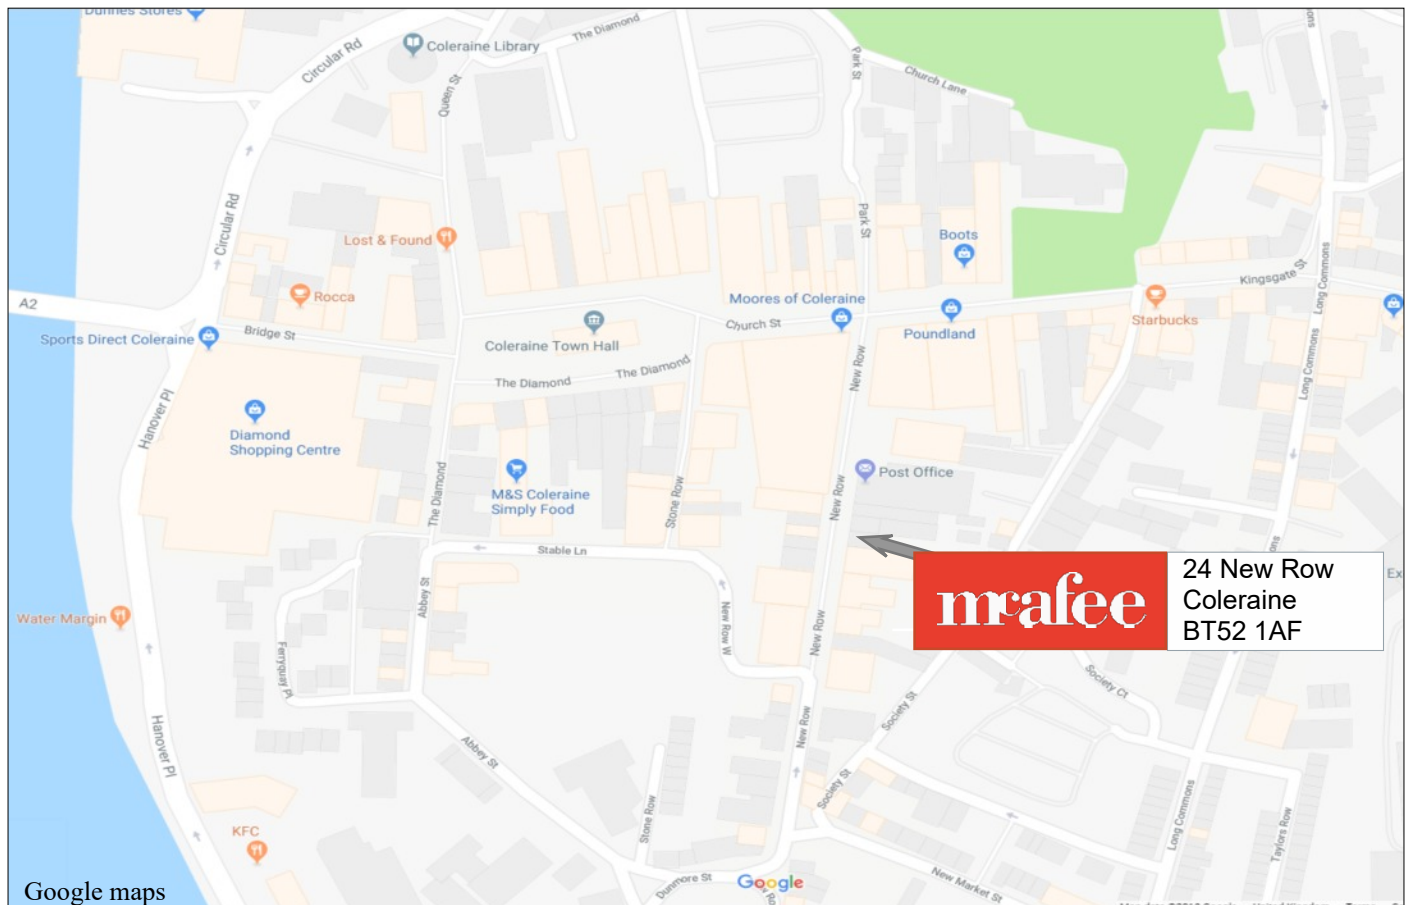 Dunnes Stores
Circular Rd
Coleraine Library
The Diamond
Queen St
Park St
Church Lane
Circular Rd
Lost & Found
Park St
Boots
Kingsgate St
Long Commons
A2
Rocca
Moores of Coleraine
Starbucks
Bridge St
Sports Direct Coleraine
Coleraine Town Hall
Church St
Poundland
New Row
Long Commons
The Diamond
The Diamond
Hanover Pl
Diamond
Shopping Centre
The Diamond
M&S Coleraine
Simply Food
Stone Row
New Row
Post Office
Stable Ln
Abbey St
mcafee
24 New Row
Coleraine
BT52 1AF
Ex
Water Margin
Ferryquay Pl
New Row W
New Row
Society St
Society Ct
Hanover Pl
Abbey St
New Row
Society St
Stone Row
Long Commons
Taylors Row
KFC
Dunmore St
Google
New Market St
Google maps